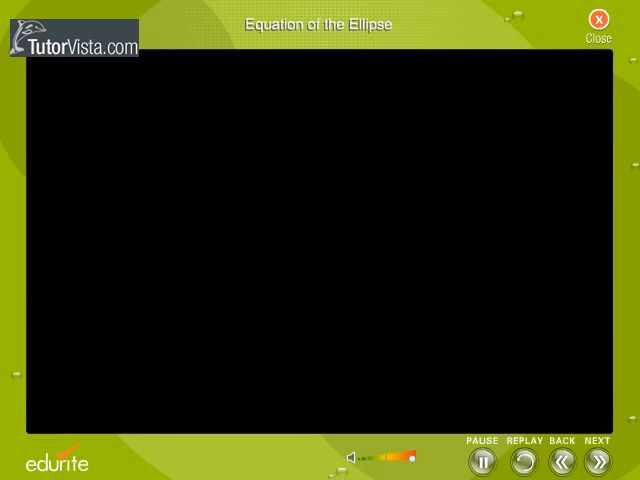 Equation of the Ellipse
X
Close
TutorVista.com
PAUSE REPLAY BACK NEXT
edurite